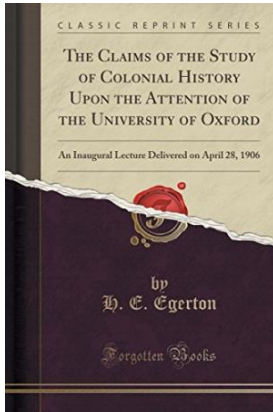 CLASSIC REPRINT SERIES
THE CLAIMS OF THE STUDY
OF COLONIAL HISTORY
UPON THE ATTENTION OF
THE UNIVERSITY OF OXFORD
An Inaugural Lecture Delivered on April 28, 1906
by
H. E. Egerton
Forgotten Books